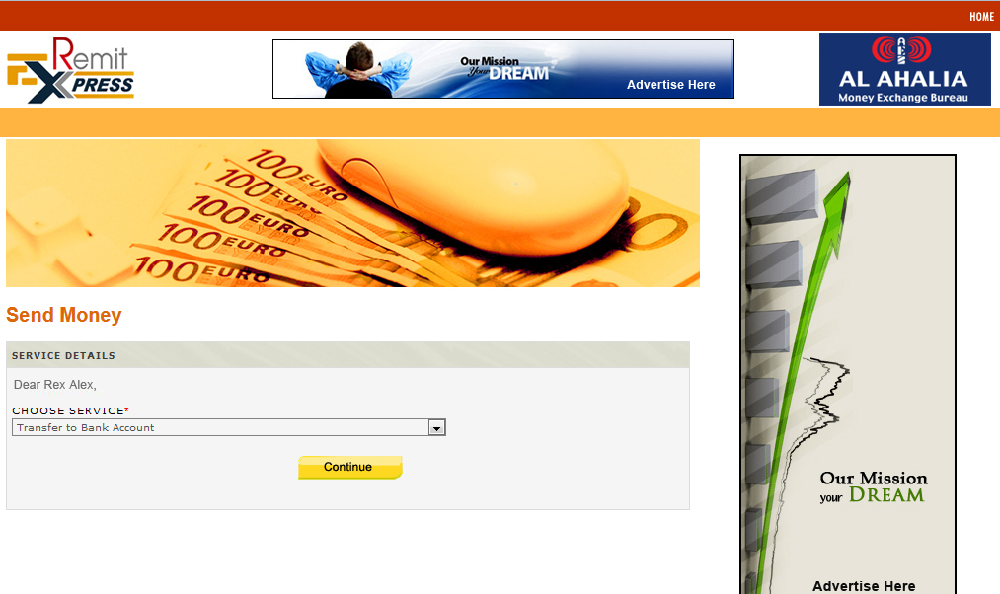 HOME
Remit
EXPRESS
Our Mission
Your DREAM
Advertise Here
AL AHALIA
Money Exchange Bureau
100 EURO
100 EURO
100 EURO
100 EURO
100 EURO
Send Money
SERVICE DETAILS
Dear Rex Alex,
CHOOSE SERVICE*
Transfer to Bank Account
Continue
Our Mission
your DREAM
Advertise Here